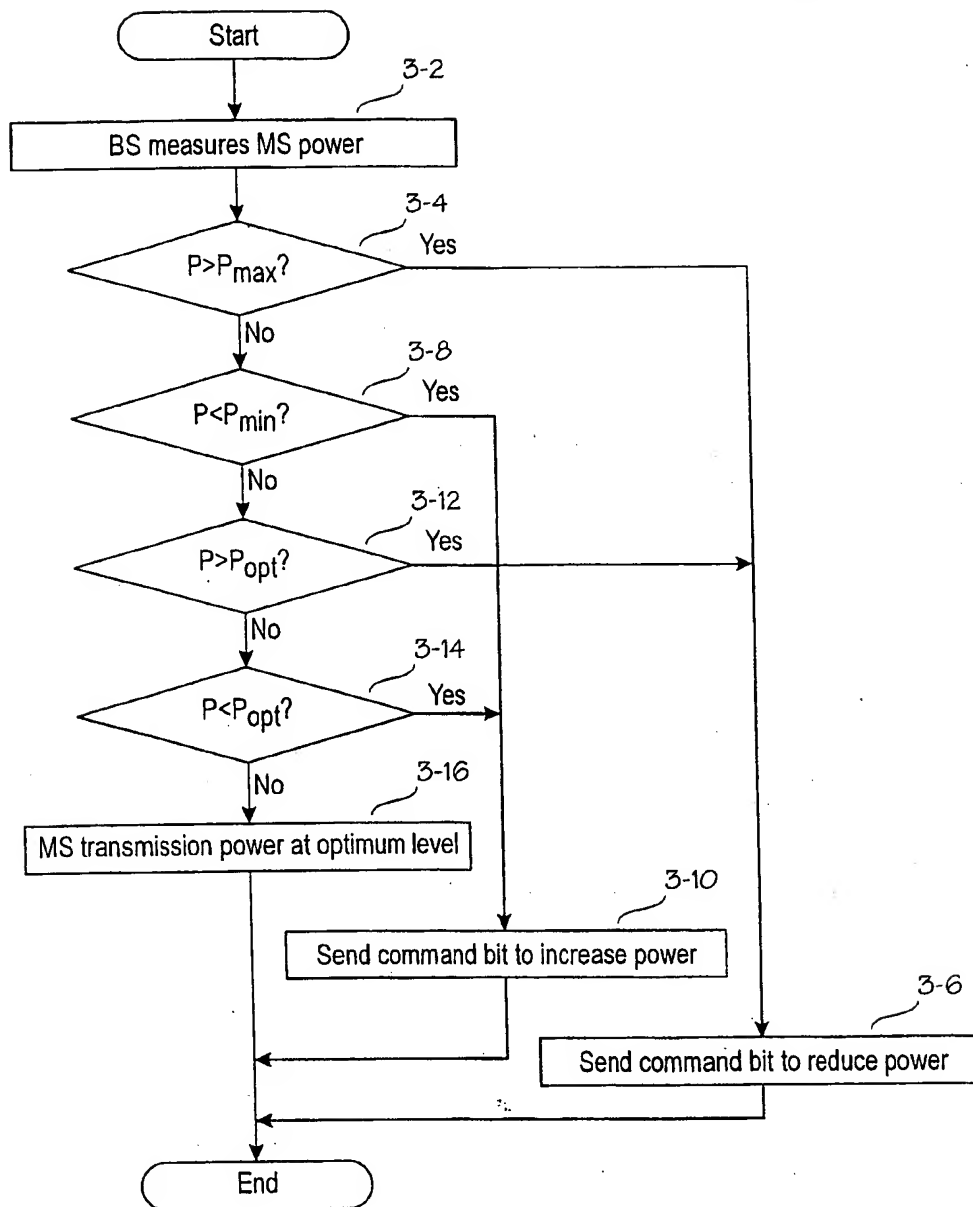 Start
3-2
BS measures MS power
3-4
P>Pmax?
Yes
No
3-8
P<Pmin?
Yes
No
3-12
P>Popt?
Yes
No
3-14
P<Popt?
Yes
No
3-16
MS transmission power at optimum level
3-10
Send command bit to increase power
3-6
Send command bit to reduce power
End